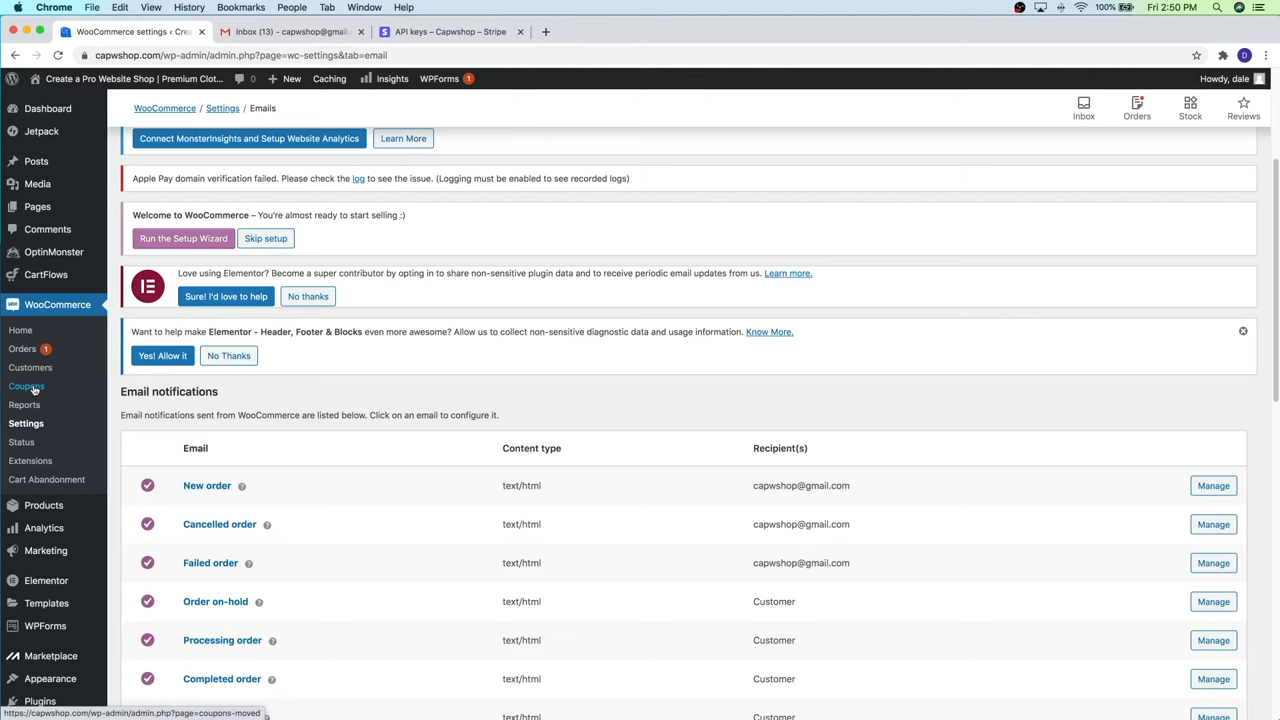 Chrome File Edit View History Bookmarks People Tab Window Help 100% Fri 2:50 PM
WooCommerce settings ‹ Cre
Inbox (13) - capwshop@gmail.
API keys – Capwshop – Stripe
capwshop.com/wp-admin/admin.php?page=wc-settings&tab=email
D
Create a Pro Website Shop | Premium Clot... 0 New Caching Insights WPForms 1 Howdy, dale
Dashboard
Jetpack
Posts
Media
Pages
Comments
OptinMonster
CartFlows
WooCommerce
Home
Orders 1
Customers
Coupons
Reports
Settings
Status
Extensions
Cart Abandonment
Products
Analytics
Marketing
Elementor
Templates
WPForms
Marketplace
Appearance
Plugins
https://capwshop.com/wp-admin/admin.php?page=coupons-moved
WooCommerce / Settings / Emails
Inbox Orders Stock Reviews
Connect MonsterInsights and Setup Website Analytics Learn More
Apple Pay domain verification failed. Please check the log to see the issue. (Logging must be enabled to see recorded logs)
Welcome to WooCommerce – You're almost ready to start selling :)
Run the Setup Wizard Skip setup
Love using Elementor? Become a super contributor by opting in to share non-sensitive plugin data and to receive periodic email updates from us. Learn more.
Sure! I'd love to help No thanks
Want to help make Elementor - Header, Footer & Blocks even more awesome? Allow us to collect non-sensitive diagnostic data and usage information. Know More.
Yes! Allow it No Thanks
Email notifications
Email notifications sent from WooCommerce are listed below. Click on an email to configure it.
Email Content type Recipient(s)
New order text/html capwshop@gmail.com Manage
Cancelled order text/html capwshop@gmail.com Manage
Failed order text/html capwshop@gmail.com Manage
Order on-hold text/html Customer Manage
Processing order text/html Customer Manage
Completed order text/html Customer Manage
text/html Customer Manage